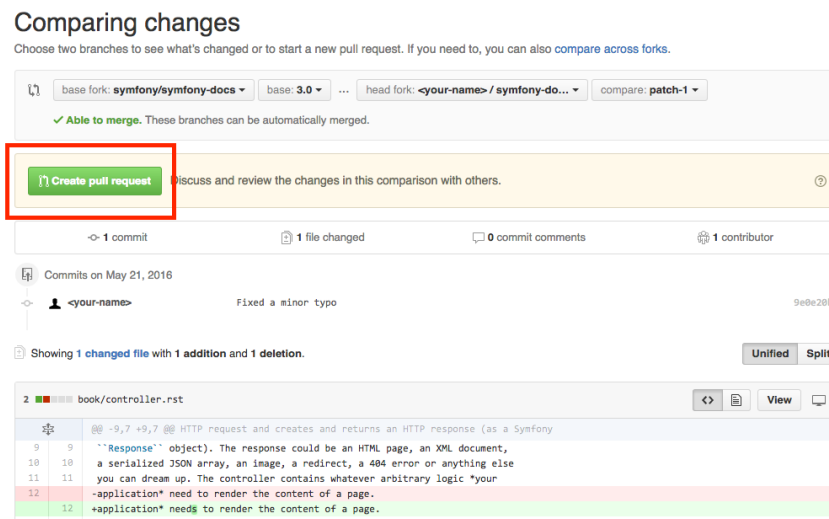 Comparing changes
Choose two branches to see what's changed or to start a new pull request. If you need to, you can also compare across forks.
base fork: symfony/symfony-docs base: 3.0 ... head fork: <your-name> / symfony-do... compare: patch-1
Able to merge. These branches can be automatically merged.
Create pull request Discuss and review the changes in this comparison with others.
1 commit 1 file changed 0 commit comments 1 contributor
Commits on May 21, 2016
<your-name> Fixed a minor typo 9e0e20
Showing 1 changed file with 1 addition and 1 deletion. Unified Split
2 book/controller.rst <> View
@@ -9,7 +9,7 @@ HTTP request and creates and returns an HTTP response (as a Symfony
9 9 ``Response`` object). The response could be an HTML page, an XML document,
10 10 a serialized JSON array, an image, a redirect, a 404 error or anything else
11 11 you can dream up. The controller contains whatever arbitrary logic *your
12 -application* need to render the content of a page.
12 +application* needs to render the content of a page.